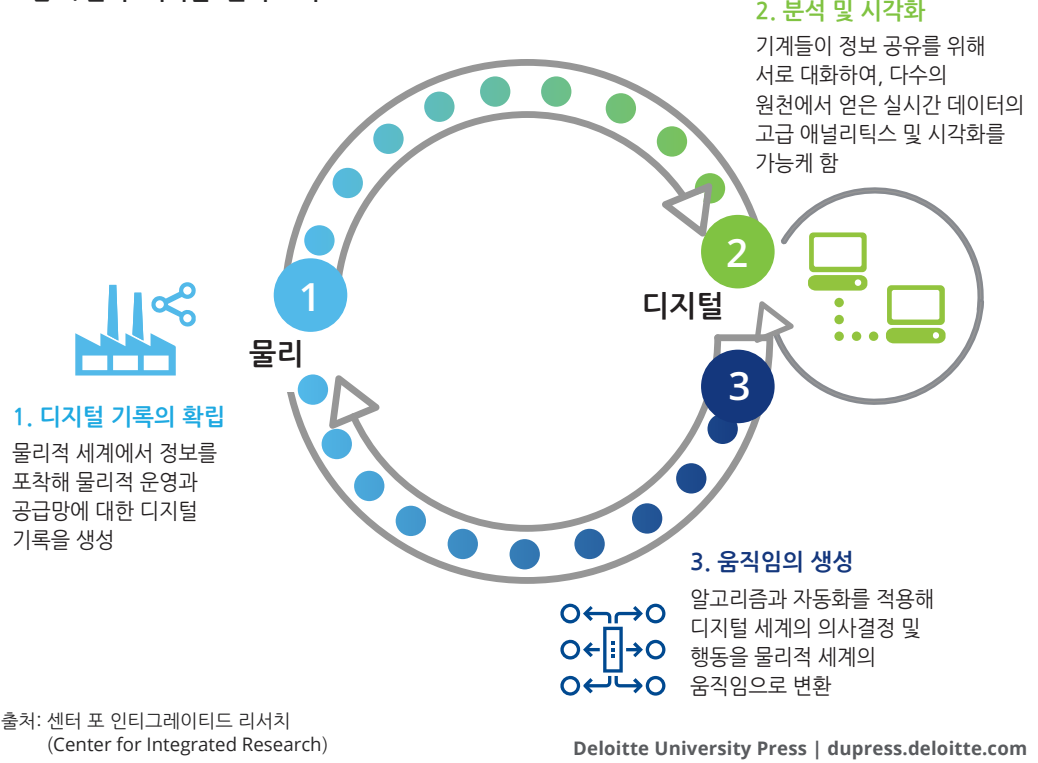 2. 분석 및 시각화
기계들이 정보 공유를 위해
서로 대화하여, 다수의
원천에서 얻은 실시간 데이터의
고급 애널리틱스 및 시각화를
가능케 함
1
2
디지털
물리
3
1. 디지털 기록의 확립
물리적 세계에서 정보를
포착해 물리적 운영과
공급망에 대한 디지털
기록을 생성
3. 움직임의 생성
알고리즘과 자동화를 적용해
디지털 세계의 의사결정 및
행동을 물리적 세계의
움직임으로 변환
출처: 센터 포 인티그레이티드 리서치
(Center for Integrated Research)
Deloitte University Press | dupress.deloitte.com